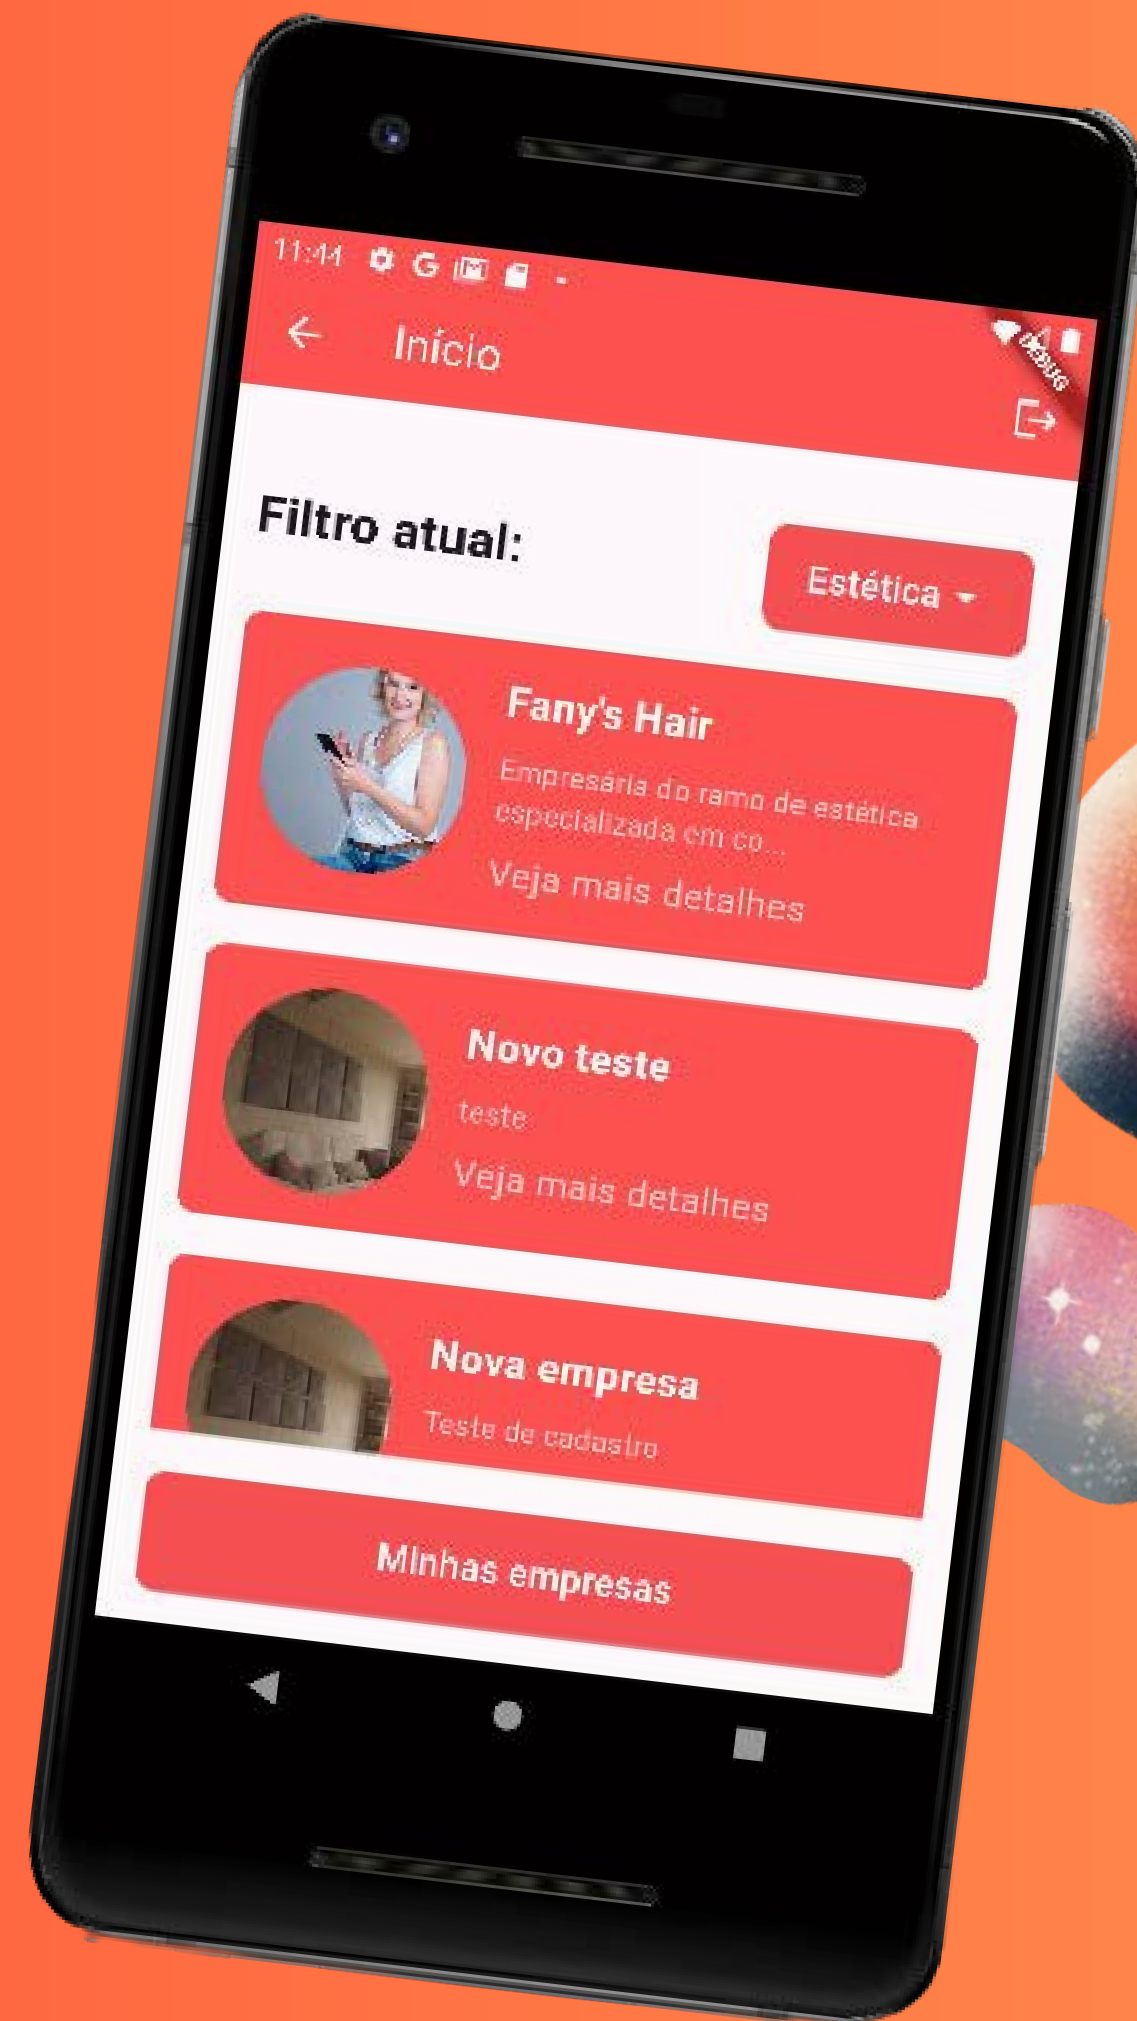 11:44
DEBUG
Início
Filtro atual:
Estética
Fany's Hair
Empresária do ramo de estética
especializada em co...
Veja mais detalhes
Novo teste
teste
Veja mais detalhes
Nova empresa
Teste de cadastro
Minhas empresas